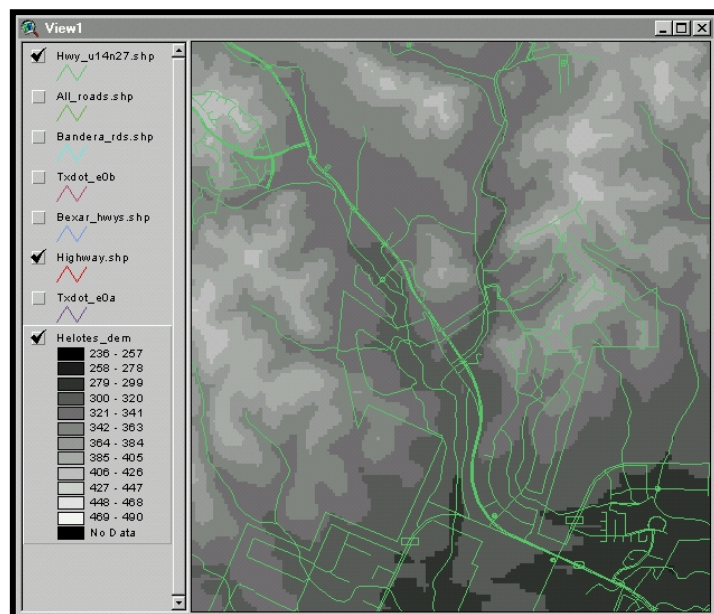 View1
Hwy_u14n27.shp
All_roads.shp
Bandera_rds.shp
Txdot_e0b
Bexar_hwys.shp
Highway.shp
Txdot_e0a
Helotes_dem
236 - 257
258 - 278
279 - 299
300 - 320
321 - 341
342 - 363
364 - 384
385 - 405
406 - 426
427 - 447
448 - 468
469 - 490
No Data